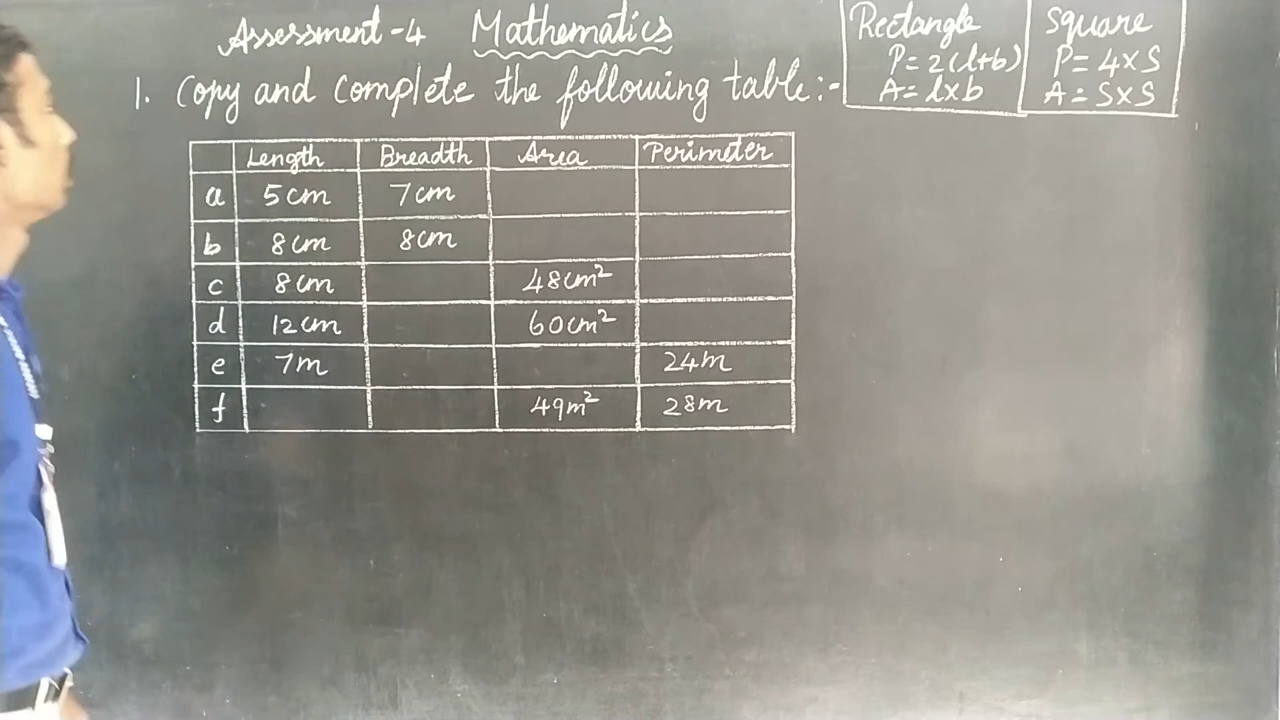 Assessment-4 Mathematics
1. Copy and complete the following table:-
Rectangle
P=2(l+b)
A=l×b
Square
P=4×S
A=S×S
Length Breadth Area Perimeter
a 5cm 7cm
b 8cm 8cm
c 8cm 48cm²
d 12cm 60cm²
e 7m 24m
f 49m² 28m